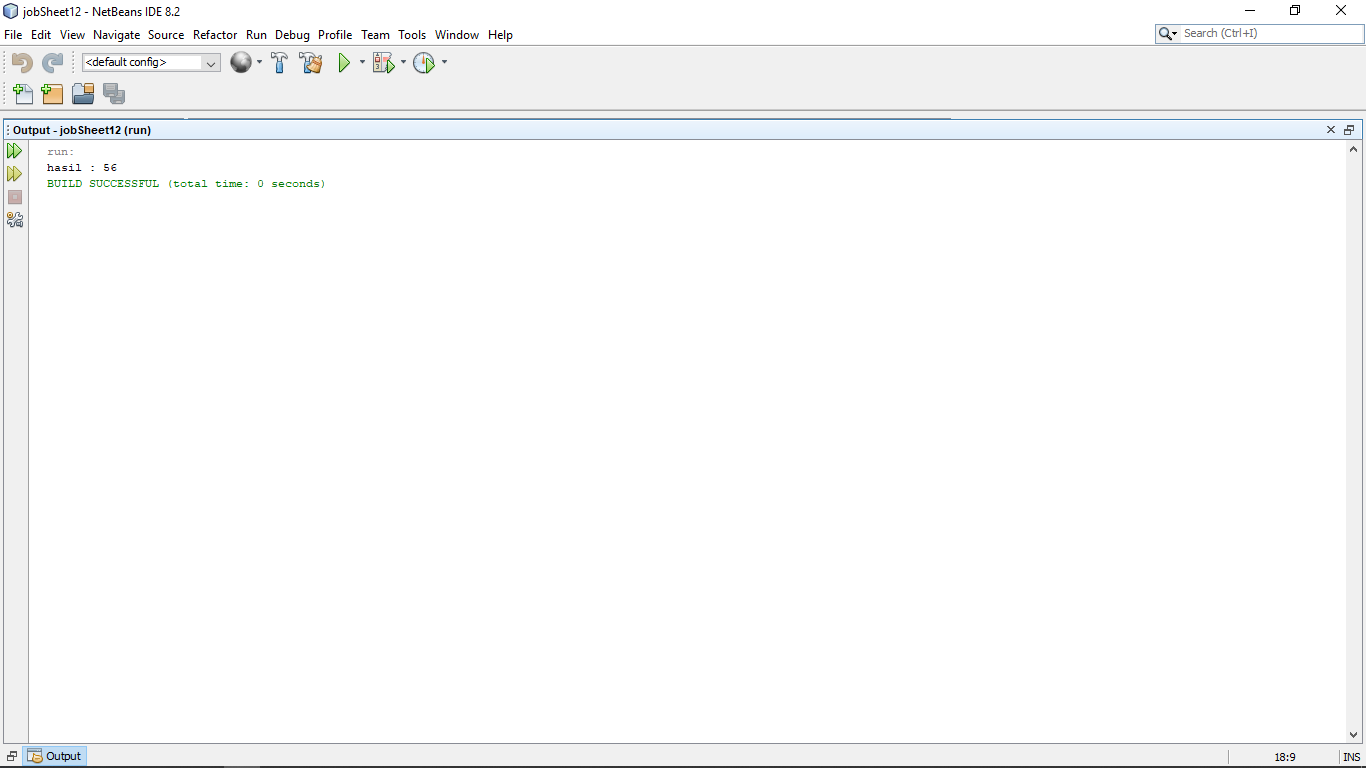 jobSheet12 - NetBeans IDE 8.2
File Edit View Navigate Source Refactor Run Debug Profile Team Tools Window Help
Search (Ctrl+I)
<default config>
Output - jobSheet12 (run)
run:
hasil : 56
BUILD SUCCESSFUL (total time: 0 seconds)
Output
18:9
INS